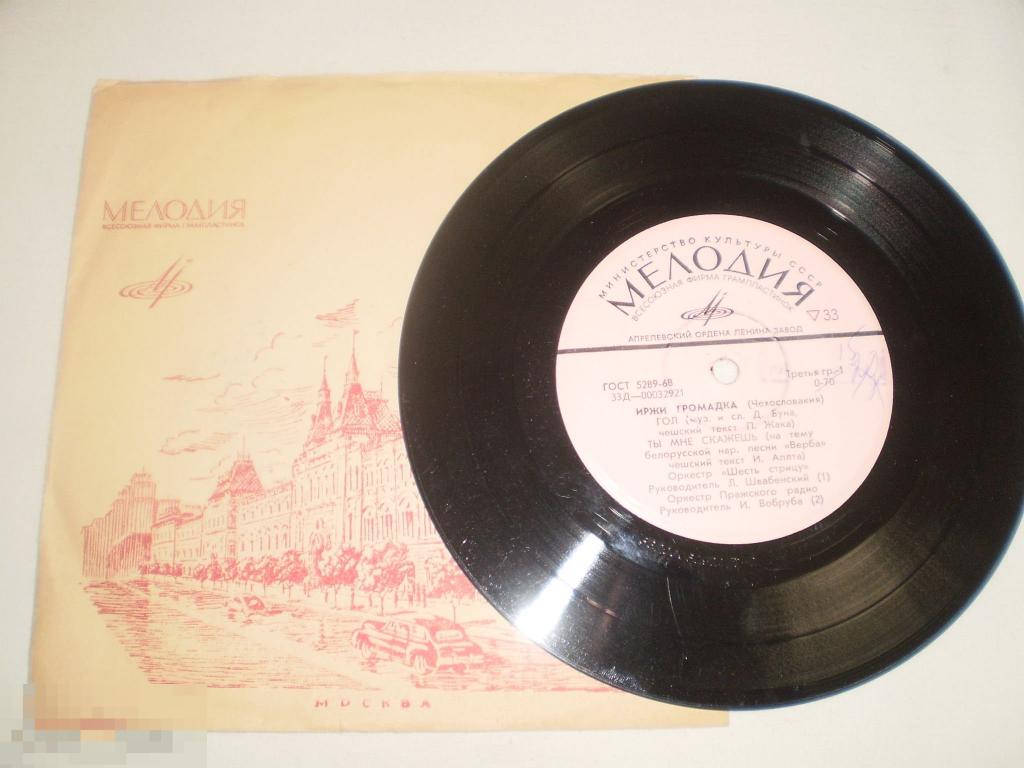 МЕЛОДИЯ
ВСЕСОЮЗНАЯ ФИРМА ГРАМПЛАСТИНОК
МОСКВА
МИНИСТЕРСТВО КУЛЬТУРЫ СССР
МЕЛОДИЯ
ВСЕСОЮЗНАЯ ФИРМА ГРАМПЛАСТИНОК
▽33
АПРЕЛЕВСКИЙ ОРДЕНА ЛЕНИНА ЗАВОД
ГОСТ 5289-68
Третья гр.-1
33Д—00032921
0-70
ИРЖИ ГРОМАДКА (Чехословакия)
ГОЛ (муз. и сл. Д. Буна,
чешский текст П. Жака)
ТЫ МНЕ СКАЖЕШЬ (на тему
белорусской нар. песни «Верба»
чешский текст И. Аплта)
Оркестр «Шесть стрицу»
Руководитель Л. Швабенский (1)
Оркестр Пражского радио
Руководитель И. Вобруба (2)